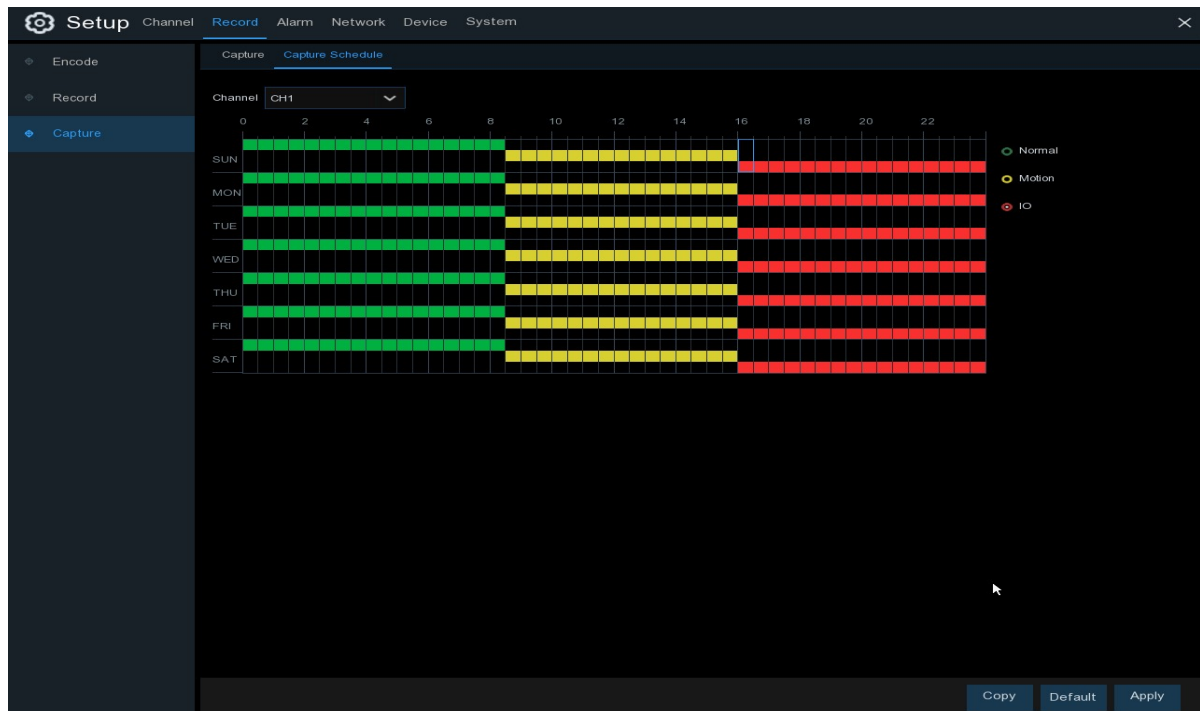 Setup Channel Record Alarm Network Device System
Encode
Record
Capture
Capture Capture Schedule
Channel CH1
0 2 4 6 8 10 12 14 16 18 20 22
SUN
MON
TUE
WED
THU
FRI
SAT
Normal
Motion
IO
Copy Default Apply